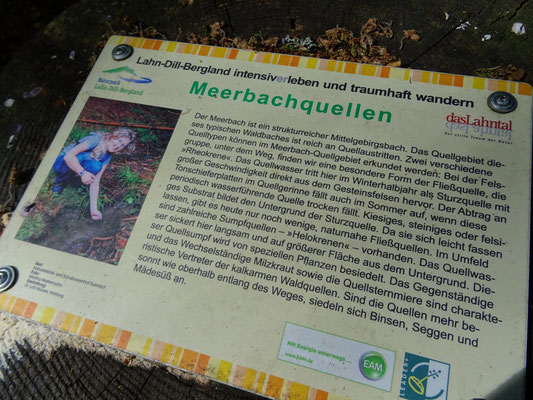 Lahn-Dill-Bergland intensiverleben und traumhaft wandern
Naturpark
Lahn-Dill-Bergland
Meerbachquellen
dasLahntal
Der Meerbach ist ein strukturreicher Mittelgebirgsbach. Das Quellgebiet die-
ses typischen Waldbaches ist reich an Quellaustritten. Zwei verschiedene
Quelltypen können im Meerbach-Quellgebiet erkundet werden: Bei der Fels-
gruppe, unter dem Weg, finden wir eine besondere Form der Fließquelle, die
»Rheokrene«. Das Quellwasser tritt hier im Winterhalbjahr als Sturzquelle mit
großer Geschwindigkeit direkt aus dem Gesteinsfelsen hervor. Der Abtrag an
Tonschieferplatten im Quellgerinne fällt auch im Sommer auf, wenn diese
periodisch wasserführende Quelle trocken fällt. Kiesiges, steiniges oder felsi-
ges Substrat bildet den Untergrund der Sturzquelle. Da sie sich leicht fassen
lassen, gibt es heute nur noch wenige, naturnahe Fließquellen. Im Umfeld
sind zahlreiche Sumpfquellen – »Helokrenen« – vorhanden. Das Quellwas-
ser sickert hier langsam und auf größerer Fläche aus dem Untergrund. Die-
ser Quellsumpf wird von speziellen Pflanzen besiedelt. Das Gegenständige
und das Wechselständige Milzkraut sowie die Quellsternmiere sind charakte-
ristische Vertreter der kalkarmen Waldquellen. Sind die Quellen mehr be-
sonnt wie oberhalb entlang des Weges, siedeln sich Binsen, Seggen und
Mädesüß an.
Mit Energie unterwegs
www.eam.de
EAM
LEADER+